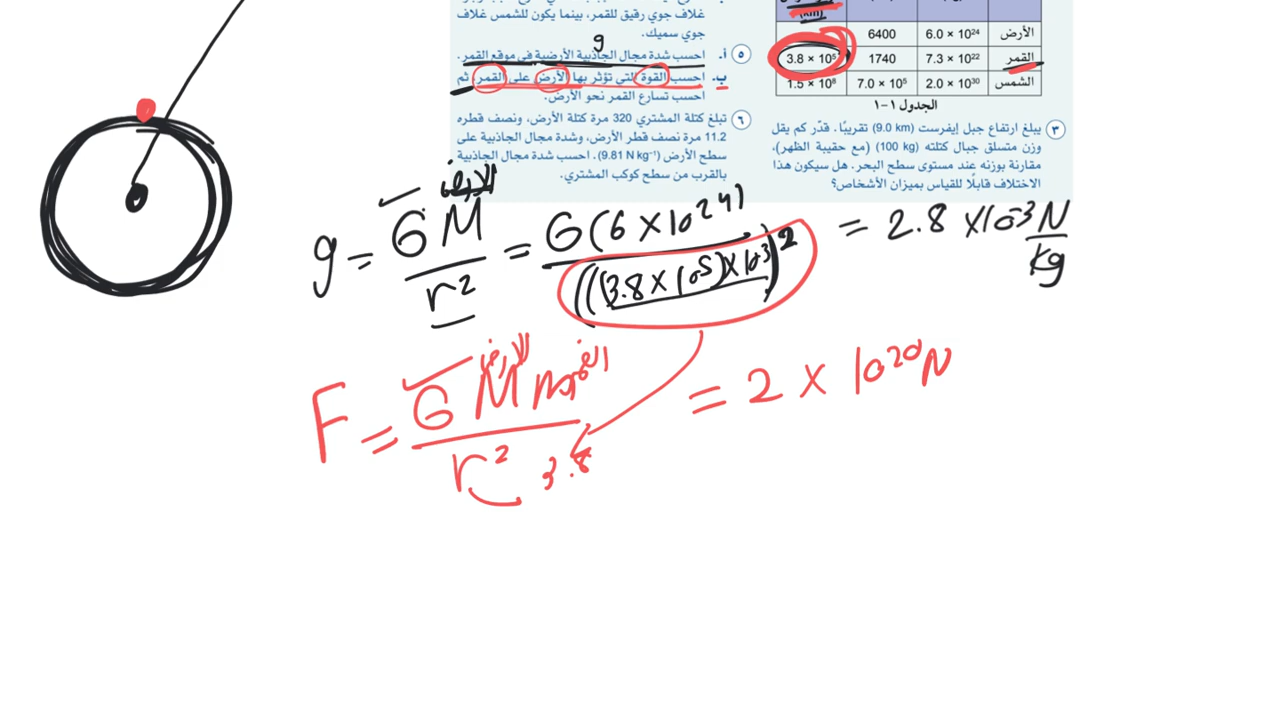 (km)
الأرض 6.0 × 10²⁴ 6400
القمر 7.3 × 10²² 1740 3.8 × 10⁵
الشمس 2.0 × 10³⁰ 7.0 × 10⁵ 1.5 × 10⁸
الجدول ١-١
٣ يبلغ ارتفاع جبل إيفرست (9.0 km) تقريبًا. قدّر كم يقل
وزن متسلق جبال كتلته (100 kg) (مع حقيبة الظهر)،
مقارنة بوزنه عند مستوى سطح البحر. هل سيكون هذا
الاختلاف قابلًا للقياس بميزان الأشخاص؟
غلاف جوي رقيق للقمر، بينما يكون للشمس غلاف
جوي سميك.
g
٥ أ. احسب شدة مجال الجاذبية الأرضية في موقع القمر.
ب. احسب القوة التي تؤثر بها الأرض على القمر، ثم
احسب تسارع القمر نحو الأرض.
٦ تبلغ كتلة المشتري 320 مرة كتلة الأرض، ونصف قطره
11.2 مرة نصف قطر الأرض، وشدة مجال الجاذبية على
سطح الأرض (9.81 N kg⁻¹). احسب شدة مجال الجاذبية
بالقرب من سطح كوكب المشتري.
g = G M الأرض / r² = G (6 × 10²⁴) / ((3.8 × 10⁵) × 10³)² = 2.8 × 10⁻³ N/kg
F = G M الأرض m القمر / r² = 2 × 10²⁰ N
3.8